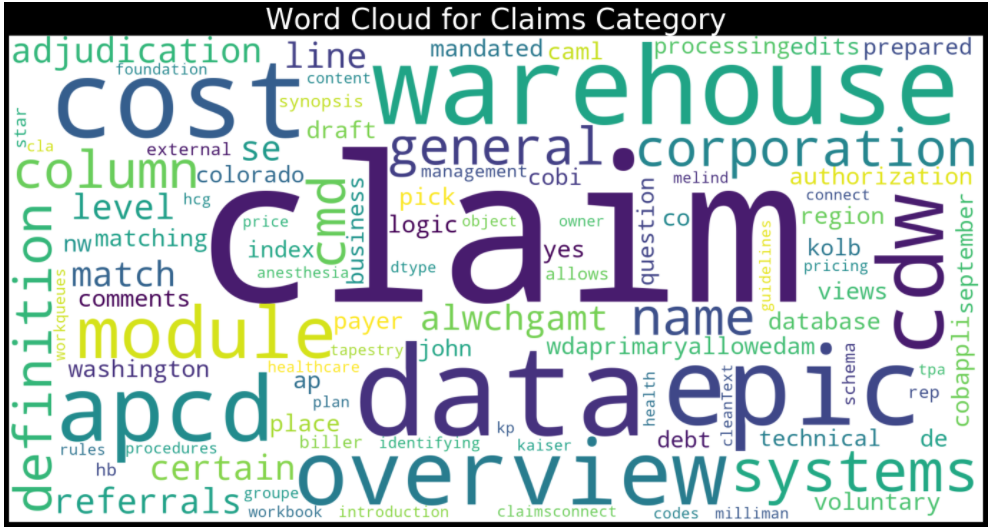 Word Cloud for Claims Category
adjudication
line
mandated
caml
processing
edits
prepared
foundation
content
cost
warehouse
synopsis
star
draft
cla
external
se
general
corporation
column
colorado
management
cobi
melind
authorization
level
hcg
price
cmd
business
pick
logic
object
owner
question
co
connect
region
nw
matching
index
claim
yes
kolb
cdw
september
match
anesthesia
dtype
allows
guidelines
pricing
comments
views
definition
workqueues
module
payer
alwchgamt
name
database
cobappli
washington
tapestry
john
wdaprimaryallowedam
healthcare
apcd
ap
plan
data
epic
health
cleanText
schema
tpa
rep
place
kp
biller
identifying
kaiser
debt
technical
de
rules
procedures
hb
certain
overview
systems
referrals
groupe
workbook
introduction
claimsconnect
codes
milliman
voluntary